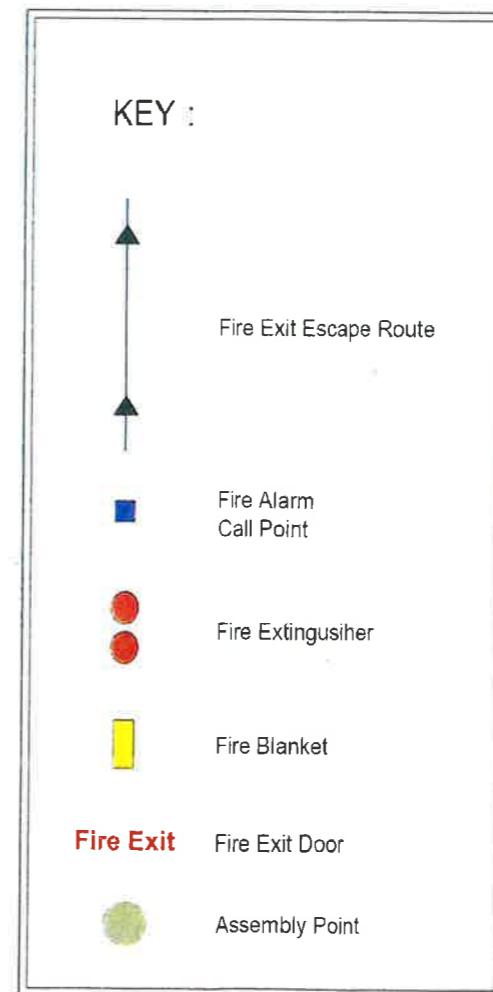 KEY :
Fire Exit Escape Route
Fire Alarm
Call Point
Fire Extingusiher
Fire Blanket
Fire Exit Fire Exit Door
Assembly Point